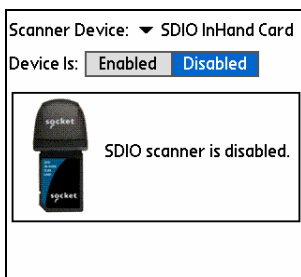 Scanner Device: SDIO InHand Card
Device Is: Enabled Disabled
socket
SDIO scanner is disabled.
socket